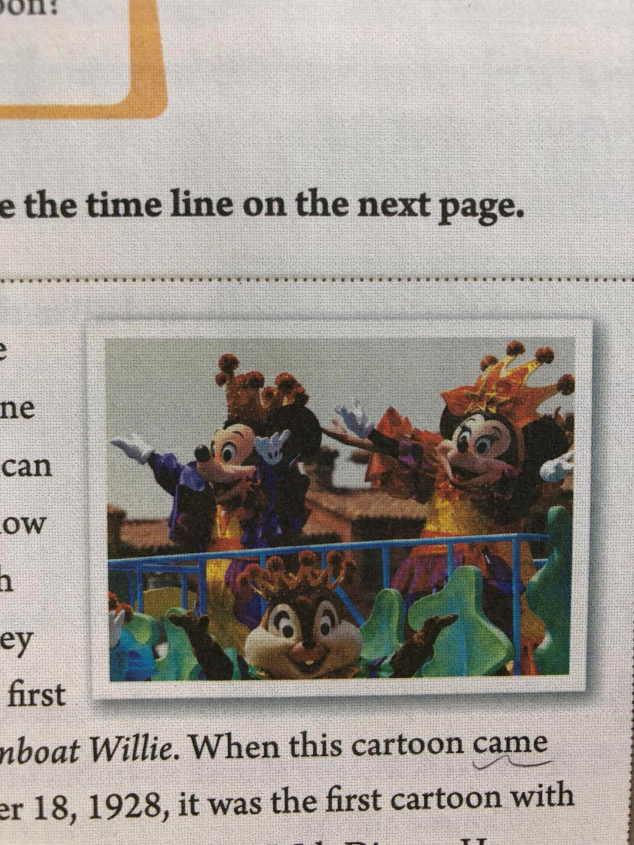 e the time line on the next page.
e
ne
can
ow
h
ey
first
nboat Willie. When this cartoon came
er 18, 1928, it was the first cartoon with